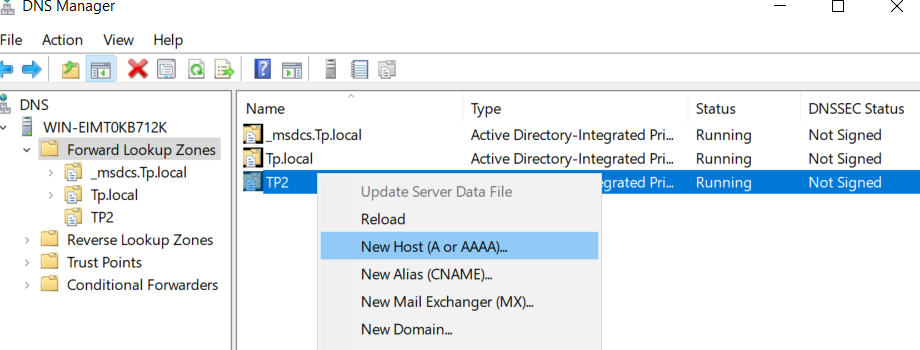 DNS Manager
File Action View Help
DNS
WIN-EIMT0KB712K
Forward Lookup Zones
_msdcs.Tp.local
Tp.local
TP2
Reverse Lookup Zones
Trust Points
Conditional Forwarders
Name Type Status DNSSEC Status
_msdcs.Tp.local Active Directory-Integrated Pri... Running Not Signed
Tp.local Active Directory-Integrated Pri... Running Not Signed
TP2 egrated Pri... Running Not Signed
Update Server Data File
Reload
New Host (A or AAAA)...
New Alias (CNAME)...
New Mail Exchanger (MX)...
New Domain...